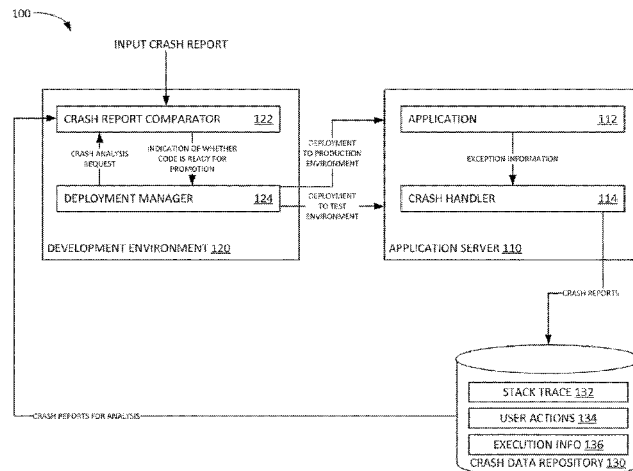 100
INPUT CRASH REPORT
CRASH REPORT COMPARATOR 122
CRASH ANALYSIS
REQUEST
INDICATION OF WHETHER
CODE IS READY FOR
PROMOTION
DEPLOYMENT MANAGER 124
DEVELOPMENT ENVIRONMENT 120
DEPLOYMENT
TO PRODUCTION
ENVIRONMENT
DEPLOYMENT
TO TEST
ENVIRONMENT
APPLICATION 112
EXCEPTION INFORMATION
CRASH HANDLER 114
APPLICATION SERVER 110
CRASH REPORTS
STACK TRACE 132
USER ACTIONS 134
EXECUTION INFO 136
CRASH DATA REPOSITORY 130
CRASH REPORTS FOR ANALYSIS